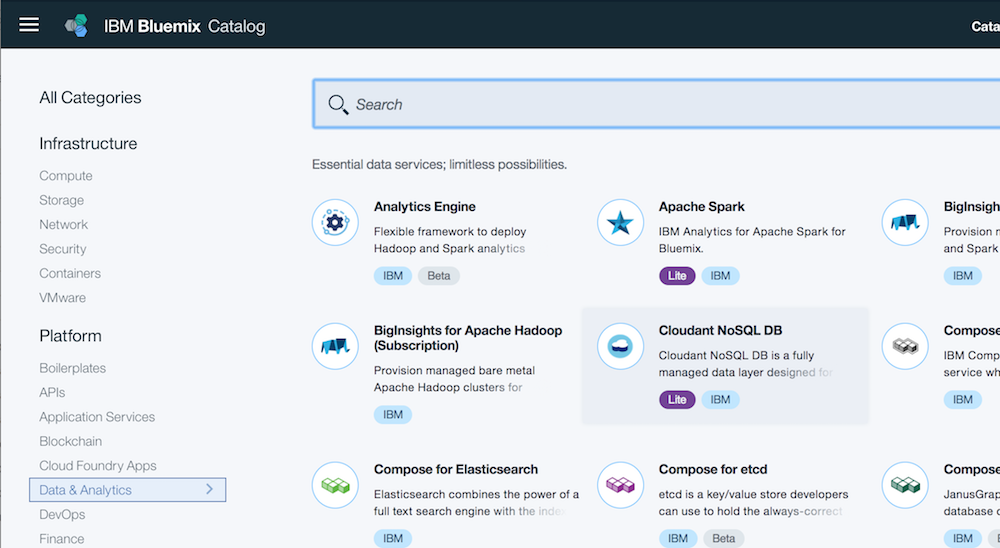 IBM Bluemix Catalog
Cata
All Categories
Infrastructure
Compute
Storage
Network
Security
Containers
VMware
Platform
Boilerplates
APIs
Application Services
Blockchain
Cloud Foundry Apps
Data & Analytics
DevOps
Finance
Search
Essential data services; limitless possibilities.
Analytics Engine
Flexible framework to deploy
Hadoop and Spark analytics
IBM Beta
Apache Spark
IBM Analytics for Apache Spark for
Bluemix.
Lite IBM
BigInsigh
Provision m
and Spark
IBM
BigInsights for Apache Hadoop
(Subscription)
Provision managed bare metal
Apache Hadoop clusters for
IBM
Cloudant NoSQL DB
Cloudant NoSQL DB is a fully
managed data layer designed for
Lite IBM
Compose
IBM Comp
service wh
IBM
Compose for Elasticsearch
Elasticsearch combines the power of a
full text search engine with the inde
IBM
Compose for etcd
etcd is a key/value store developers
can use to hold the always-correct
IBM Beta
Compose
JanusGrap
database o
IBM